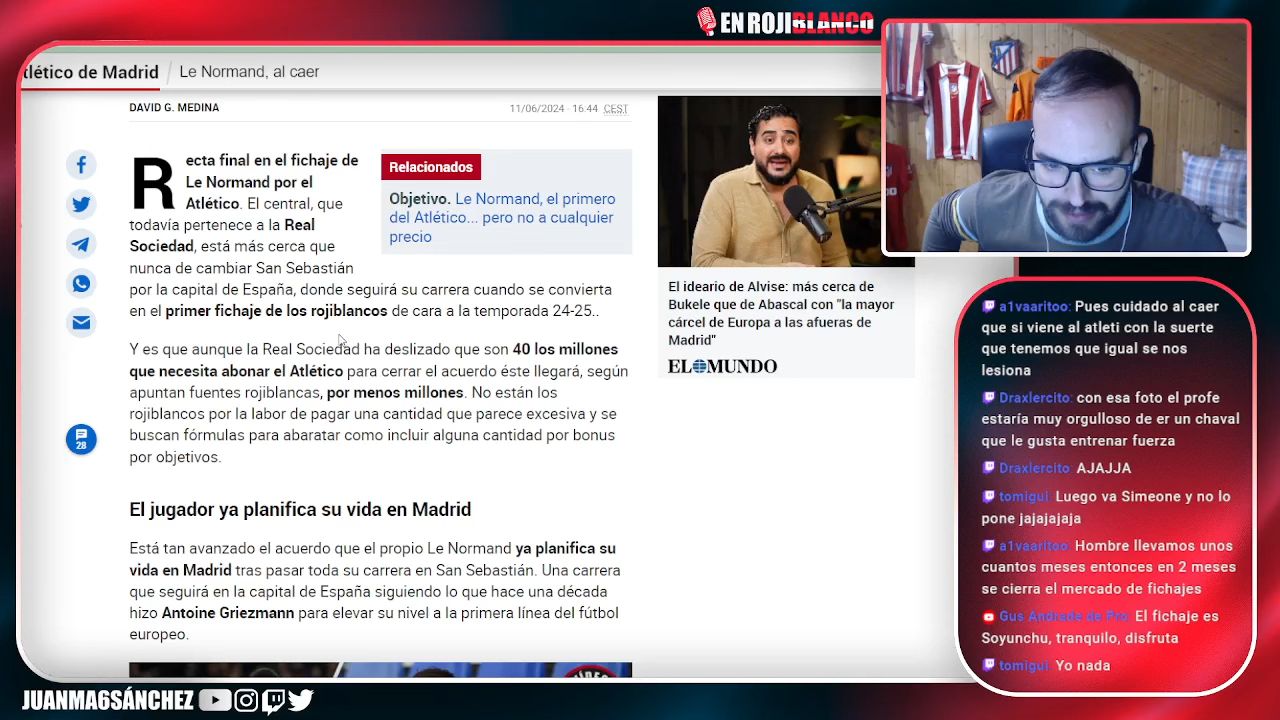 EN ROJIBLANCO
tlético de Madrid / Le Normand, al caer
DAVID G. MEDINA
11/06/2024 · 16:44 CEST
Recta final en el fichaje de
Le Normand por el
Atlético. El central, que
todavía pertenece a la Real
Sociedad, está más cerca que
nunca de cambiar San Sebastián
por la capital de España, donde seguirá su carrera cuando se convierta
en el primer fichaje de los rojiblancos de cara a la temporada 24-25..
Relacionados
Objetivo. Le Normand, el primero
del Atlético... pero no a cualquier
precio
Y es que aunque la Real Sociedad ha deslizado que son 40 los millones
que necesita abonar el Atlético para cerrar el acuerdo éste llegará, según
apuntan fuentes rojiblancas, por menos millones. No están los
rojiblancos por la labor de pagar una cantidad que parece excesiva y se
buscan fórmulas para abaratar como incluir alguna cantidad por bonus
por objetivos.
28
El jugador ya planifica su vida en Madrid
Está tan avanzado el acuerdo que el propio Le Normand ya planifica su
vida en Madrid tras pasar toda su carrera en San Sebastián. Una carrera
que seguirá en la capital de España siguiendo lo que hace una década
hizo Antoine Griezmann para elevar su nivel a la primera línea del fútbol
europeo.
El ideario de Alvise: más cerca de
Bukele que de Abascal con "la mayor
cárcel de Europa a las afueras de
Madrid"
EL MUNDO
a1vaaritoo: Pues cuidado al caer
que si viene al atleti con la suerte
que tenemos que igual se nos
lesiona
Draxlercito: con esa foto el profe
estaría muy orgulloso de er un chaval
que le gusta entrenar fuerza
Draxlercito: AJAJJA
tomigui: Luego va Simeone y no lo
pone jajajajaja
a1vaaritoo: Hombre llevamos unos
cuantos meses entonces en 2 meses
se cierra el mercado de fichajes
Gus Andrade de Pro: El fichaje es
Soyunchu, tranquilo, disfruta
tomigui: Yo nada
JUANMA6SÁNCHEZ